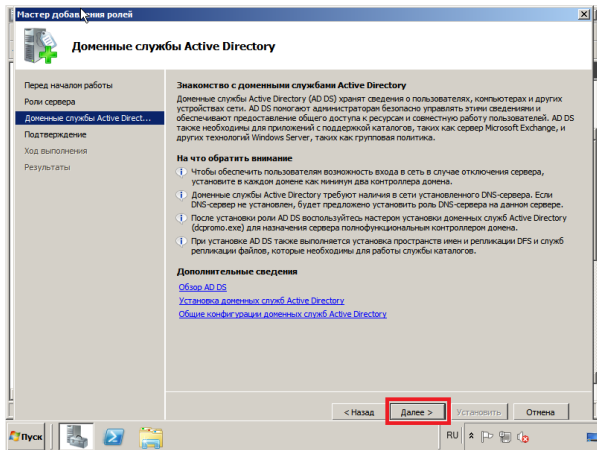 Мастер добавления ролей
Доменные службы Active Directory
Перед началом работы
Роли сервера
Доменные службы Active Direct...
Подтверждение
Ход выполнения
Результаты
Знакомство с доменными службами Active Directory
Доменные службы Active Directory (AD DS) хранят сведения о пользователях, компьютерах и других
устройствах сети. AD DS помогают администраторам безопасно управлять этими сведениями и
обеспечивают предоставление общего доступа к ресурсам и совместную работу пользователей. AD DS
также необходимы для приложений с поддержкой каталогов, таких как сервер Microsoft Exchange, и
других технологий Windows Server, таких как групповая политика.
На что обратить внимание
Чтобы обеспечить пользователям возможность входа в сеть в случае отключения сервера,
установите в каждом домене как минимум два контроллера домена.
Доменные службы Active Directory требуют наличия в сети установленного DNS-сервера. Если
DNS-сервер не установлен, будет предложено установить роль DNS-сервера на данном сервере.
После установки роли AD DS воспользуйтесь мастером установки доменных служб Active Directory
(dcpromo.exe) для назначения сервера полнофункциональным контроллером домена.
При установке AD DS также выполняется установка пространств имен и репликации DFS и служб
репликации файлов, которые необходимы для работы службы каталогов.
Дополнительные сведения
Обзор AD DS
Установка доменных служб Active Directory
Общие конфигурации доменных служб Active Directory
< Назад Далее > Установить Отмена
Пуск RU